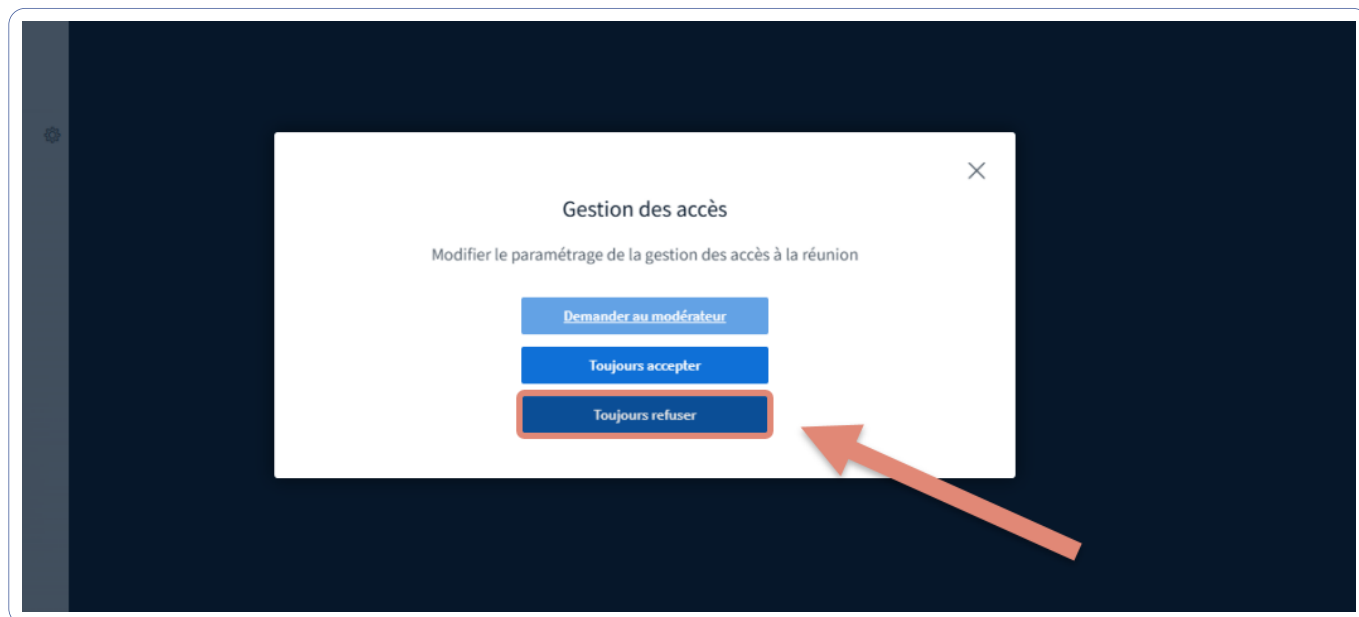 Gestion des accès
Modifier le paramétrage de la gestion des accès à la réunion
Demander au modérateur
Toujours accepter
Toujours refuser